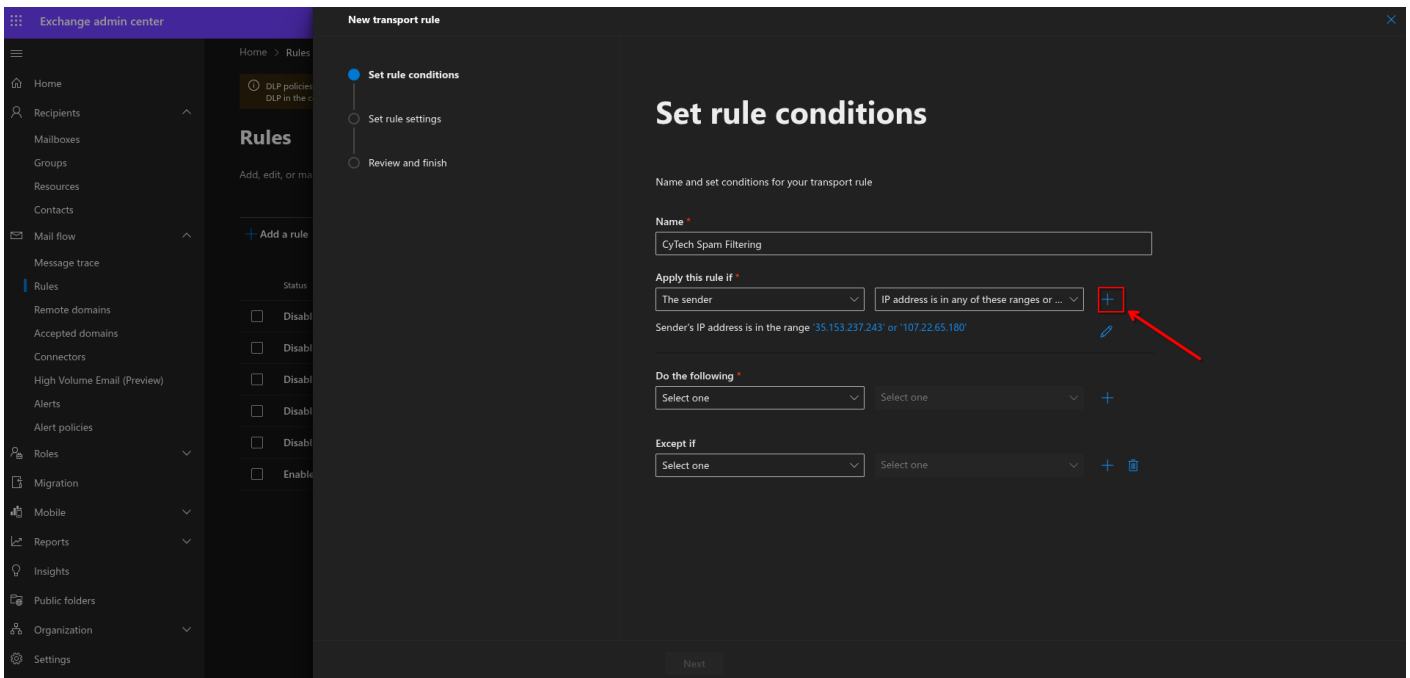 Exchange admin center
New transport rule
Home
Recipients
Mailboxes
Groups
Resources
Contacts
Mail flow
Message trace
Rules
Remote domains
Accepted domains
Connectors
High Volume Email (Preview)
Alerts
Alert policies
Roles
Migration
Mobile
Reports
Insights
Public folders
Organization
Settings
Home > Rules
DLP policies
DLP in the
Rules
Add, edit, or
Add a rule
Status
Disabl
Disabl
Disabl
Disabl
Disabl
Enable
Set rule conditions
Set rule settings
Review and finish
Set rule conditions
Name and set conditions for your transport rule
Name *
CyTech Spam Filtering
Apply this rule if *
The sender IP address is in any of these ranges or ...
Sender's IP address is in the range '35.153.237.243' or '107.22.65.180'
Do the following *
Select one Select one
Except if
Select one Select one
Next